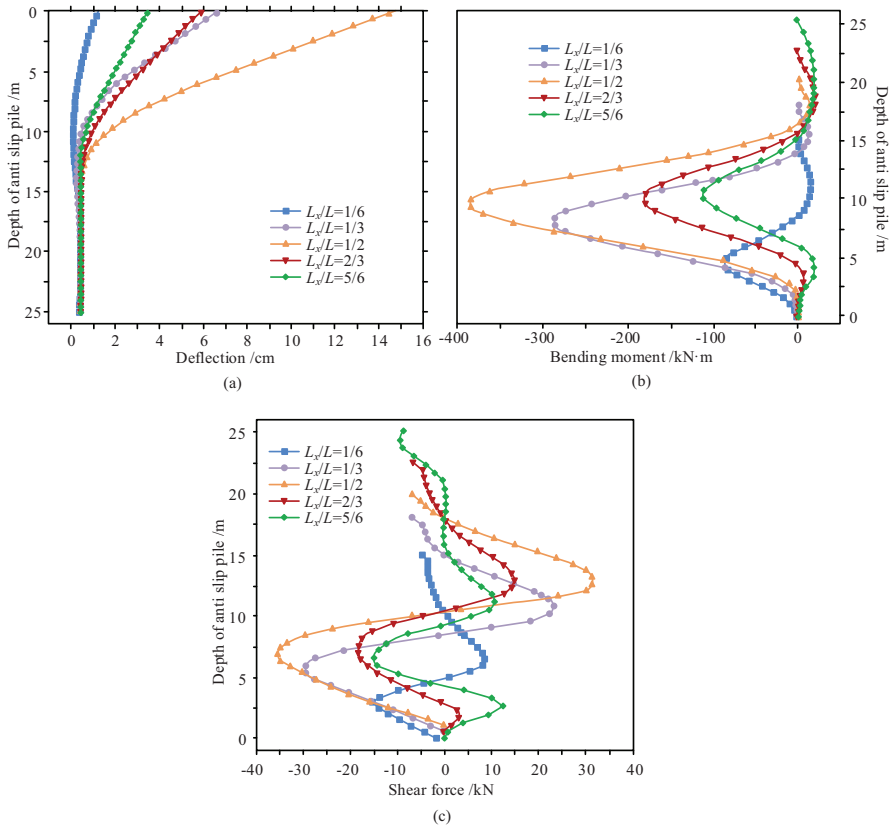 0
5
10
15
20
25
Depth of anti slip pile /m
Lx/L=1/6
Lx/L=1/3
Lx/L=1/2
Lx/L=2/3
Lx/L=5/6
0 2 4 6 8 10 12 14 16
Deflection /cm
(a)
Lx/L=1/6
Lx/L=1/3
Lx/L=1/2
Lx/L=2/3
Lx/L=5/6
25
20
15
10
5
0
Depth of anti slip pile /m
-400 -300 -200 -100 0
Bending moment /kN·m
(b)
25
20
15
10
5
0
Depth of anti slip pile /m
Lx/L=1/6
Lx/L=1/3
Lx/L=1/2
Lx/L=2/3
Lx/L=5/6
-40 -30 -20 -10 0 10 20 30 40
Shear force /kN
(c)